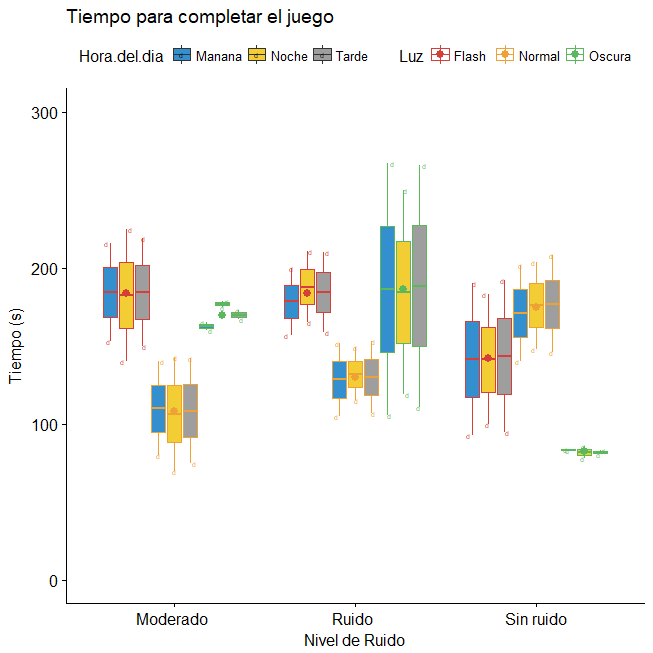 Tiempo para completar el juego
Hora.del.dia Manana Noche Tarde Luz Flash Normal Oscura
300
200
100
0
Tiempo (s)
Moderado Ruido Sin ruido
Nivel de Ruido